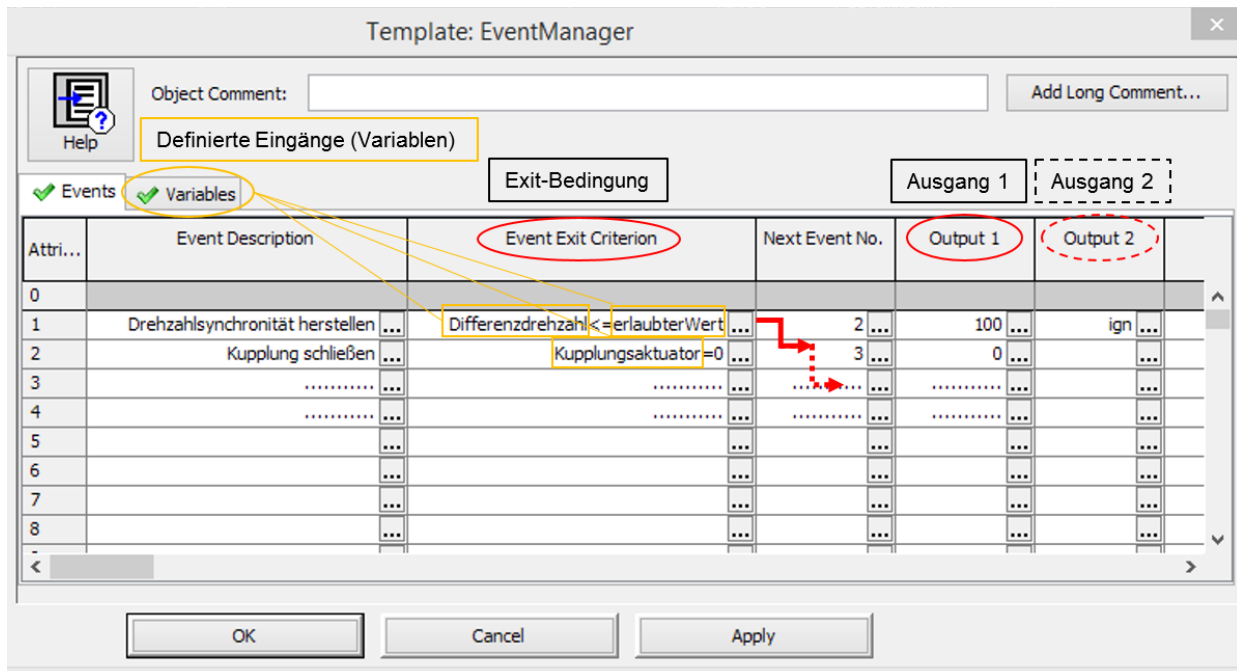 Template: EventManager
×
Help
Object Comment:
Add Long Comment...
Definierte Eingänge (Variablen)
Events
Variables
Exit-Bedingung
Ausgang 1
Ausgang 2
Attri...
Event Description
Event Exit Criterion
Next Event No.
Output 1
Output 2
0
1 Drehzahlsynchronität herstellen ... Differenzdrehzahl<=erlaubterWert ... 2 ... 100 ... ign ...
2 Kupplung schließen ... Kupplungsaktuator=0 ... 3 ... 0 ... ...
3 ........... ... ........... ... ........... ... ........... ... ...
4 ........... ... ........... ... ........... ... ........... ... ...
5 ... ... ... ... ...
6 ... ... ... ... ...
7 ... ... ... ... ...
8 ... ... ... ... ...
OK
Cancel
Apply